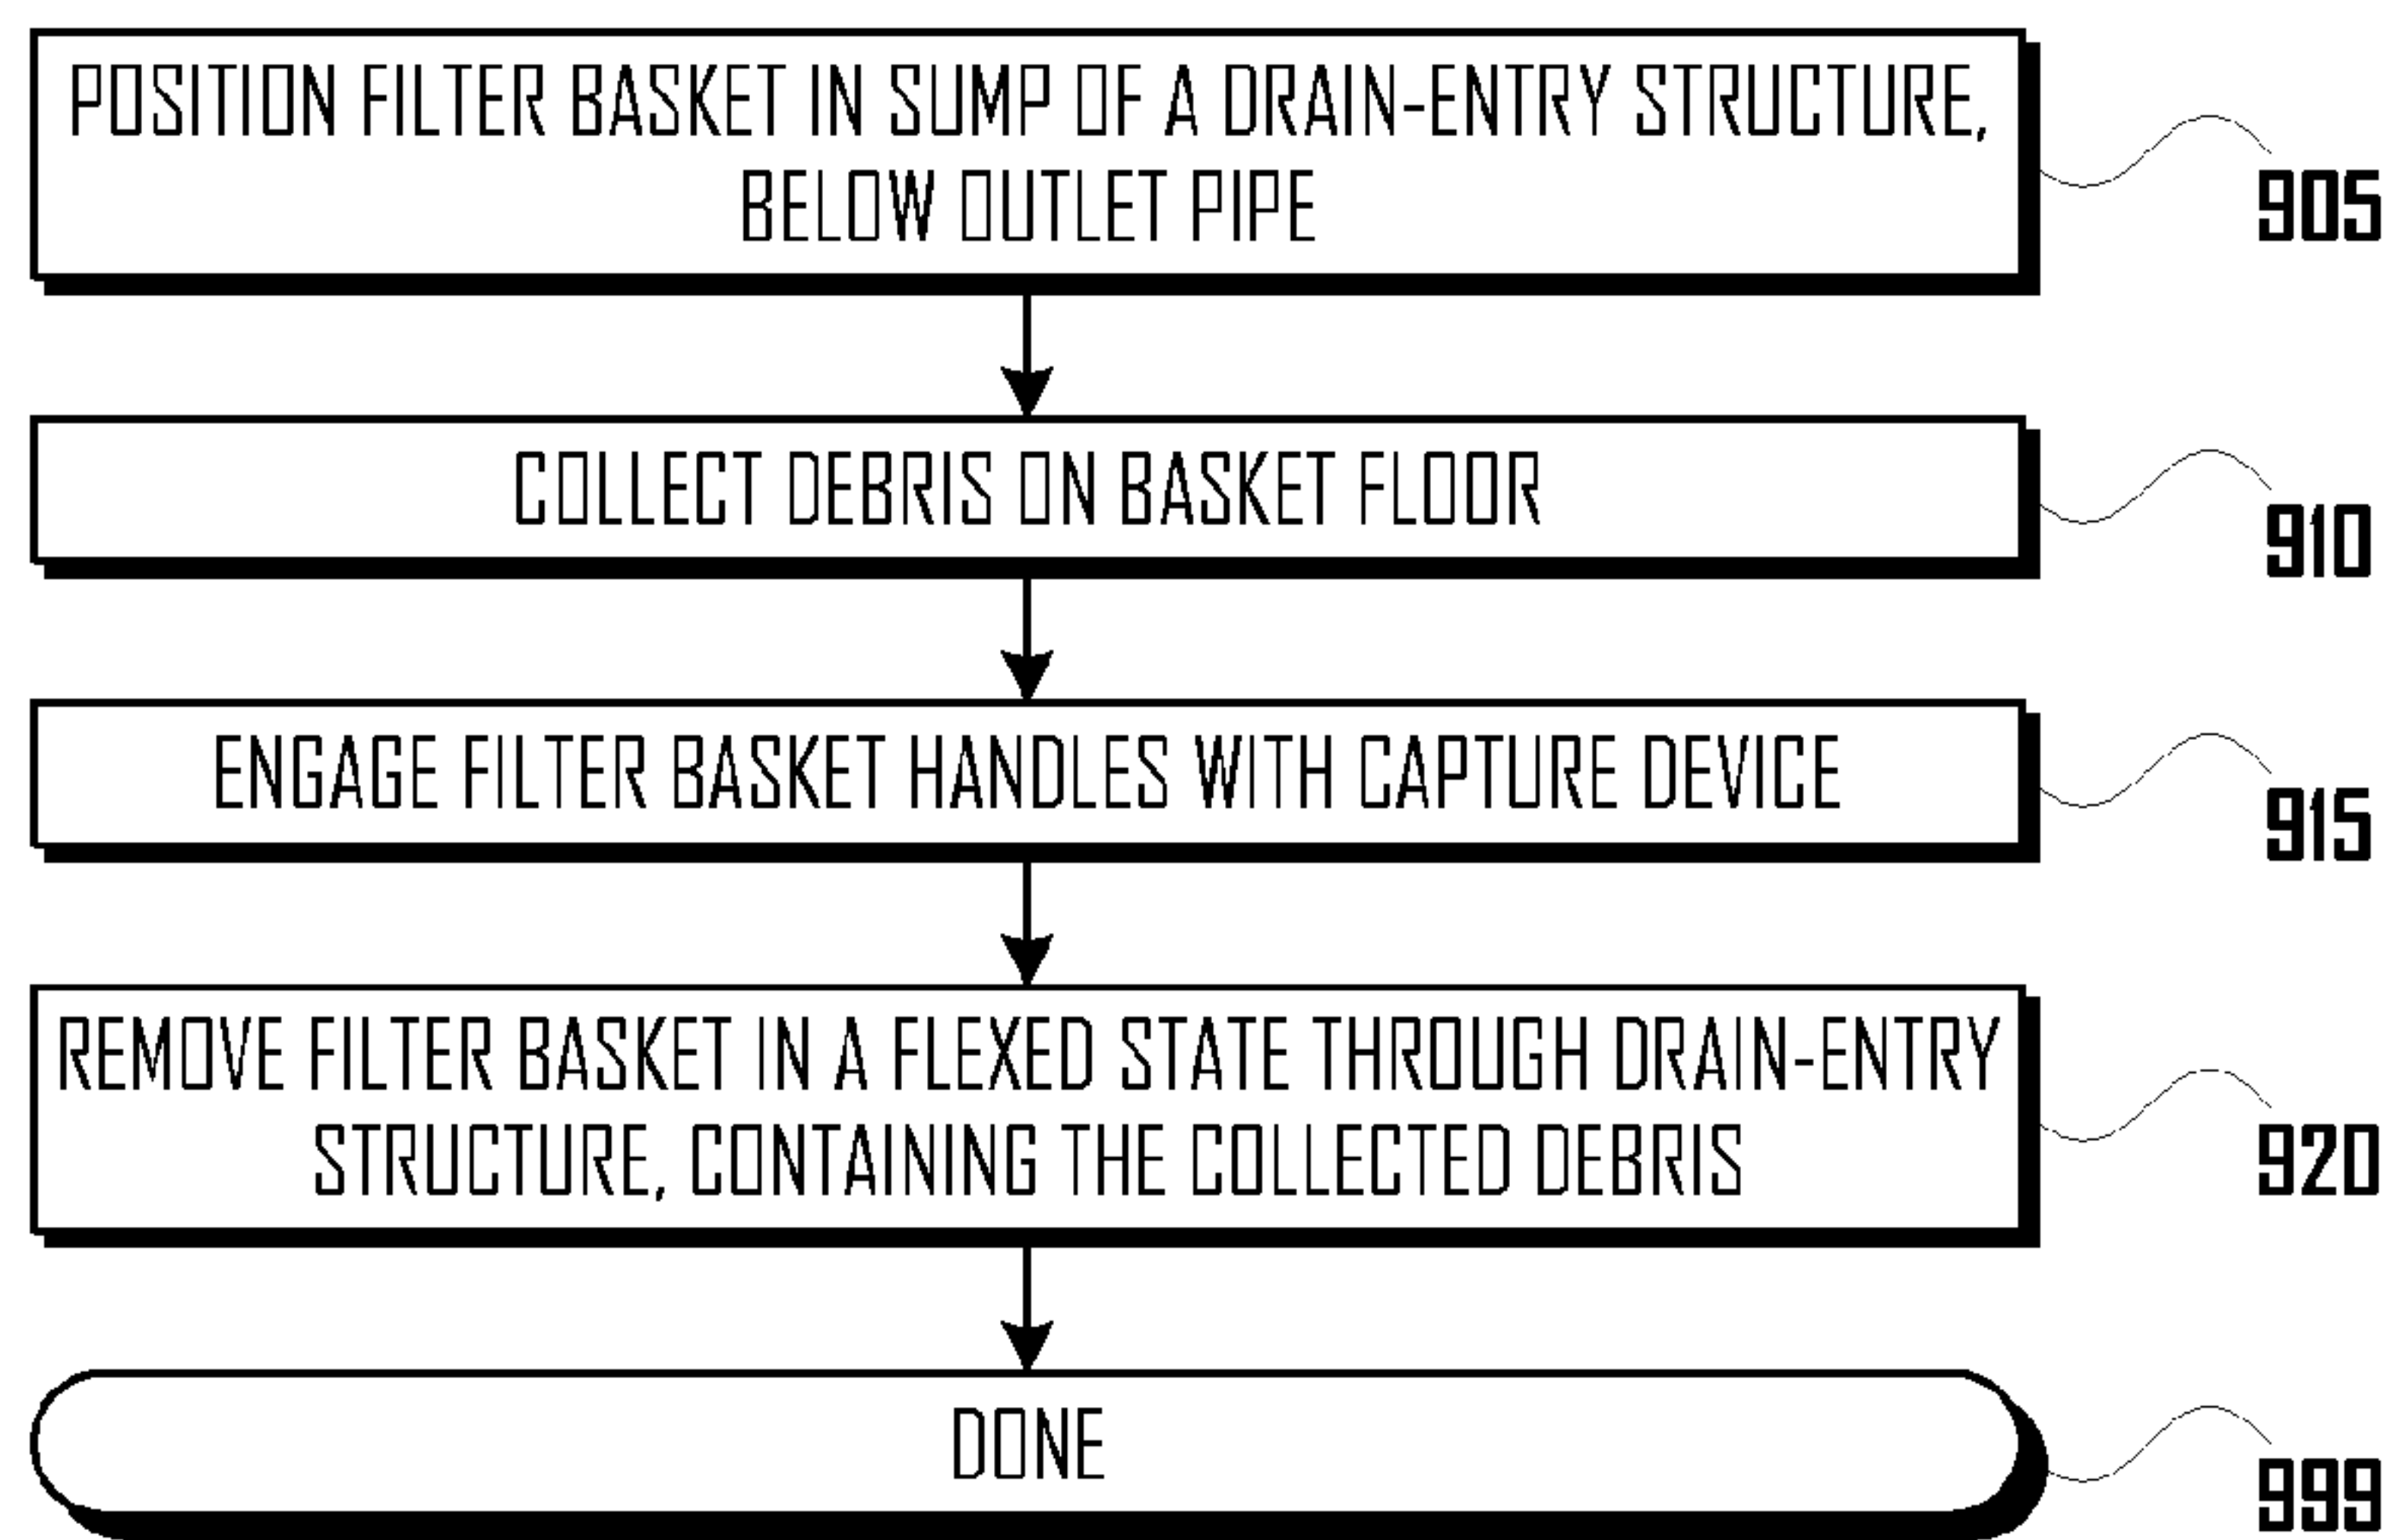 POSITION FILTER BASKET IN SUMP OF A DRAIN-ENTRY STRUCTURE,
BELOW OUTLET PIPE
905
COLLECT DEBRIS ON BASKET FLOOR
910
ENGAGE FILTER BASKET HANDLES WITH CAPTURE DEVICE
915
REMOVE FILTER BASKET IN A FLEXED STATE THROUGH DRAIN-ENTRY
STRUCTURE, CONTAINING THE COLLECTED DEBRIS
920
DONE
999